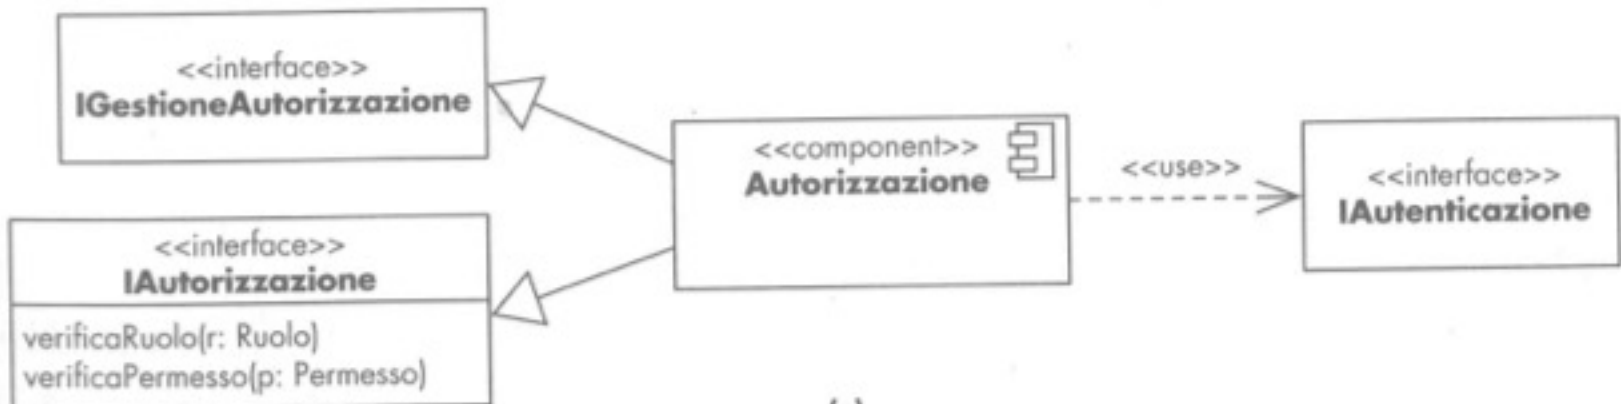 <<interface>>
IGestioneAutorizzazione
<<component>>
Autorizzazione
<<use>>
<<interface>>
IAutenticazione
<<interface>>
IAutorizzazione
verificaRuolo(r: Ruolo)
verificaPermesso(p: Permesso)